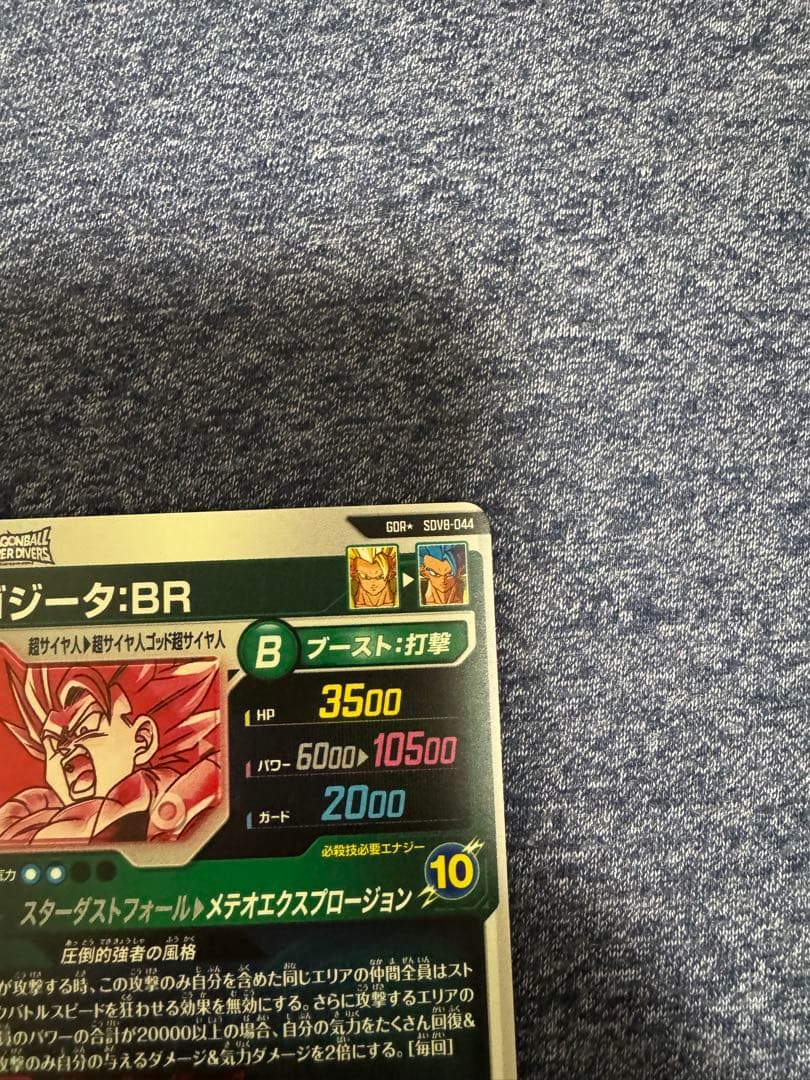 GDR★ SDV8-044
DRAGONBALL
SUPER DIVERS
ゴジータ:BR
超サイヤ人▶超サイヤ人ゴッド超サイヤ人
B ブースト:打撃
HP 3500
パワー 6000▶10500
ガード 2000
必殺技必要エナジー
気力
10
スターダストフォール▶メテオエクスプロージョン
圧倒的強者の風格
が攻撃する時、この攻撃のみ自分を含めた同じエリアの仲間全員はスト
バトルスピードを狂わせる効果を無効にする。さらに攻撃するエリアの
のパワーの合計が20000以上の場合、自分の気力をたくさん回復&
攻撃のみ自分の与えるダメージ&気力ダメージを2倍にする。[毎回]